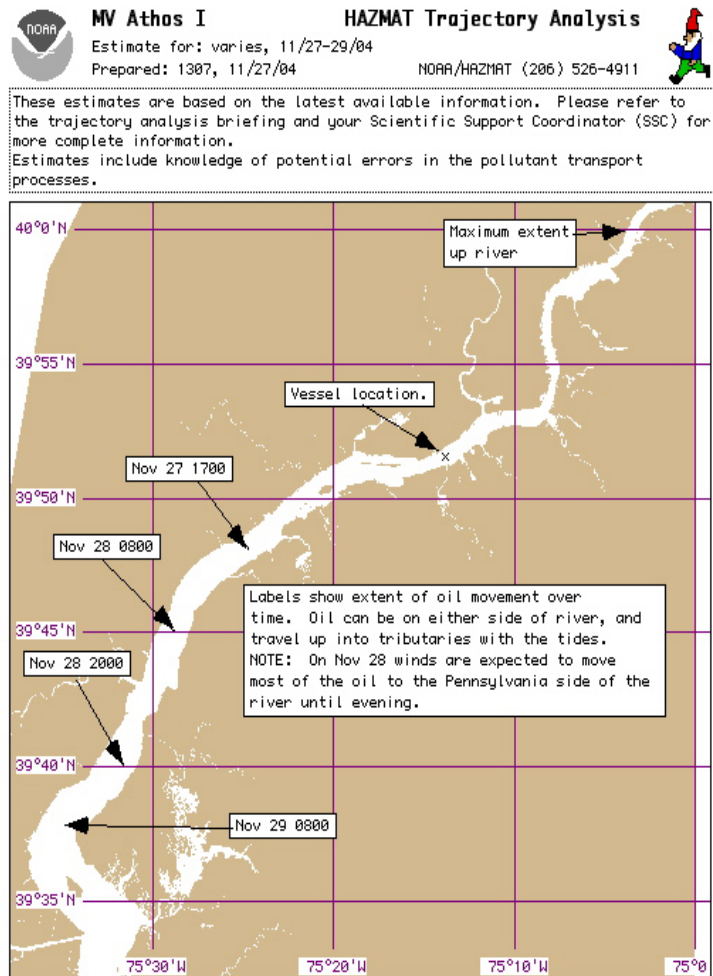 NOAA
MV Athos I
HAZMAT Trajectory Analysis
Estimate for: varies, 11/27-29/04
Prepared: 1307, 11/27/04
NOAA/HAZMAT (206) 526-4911
These estimates are based on the latest available information.  Please refer to
the trajectory analysis briefing and your Scientific Support Coordinator (SSC) for
more complete information.
Estimates include knowledge of potential errors in the pollutant transport
processes.
40°0'N
Maximum extent
up river
39°55'N
Vessel location.
Nov 27 1700
39°50'N
Nov 28 0800
Labels show extent of oil movement over
time.  Oil can be on either side of river, and
travel up into tributaries with the tides.
NOTE:  On Nov 28 winds are expected to move
most of the oil to the Pennsylvania side of the
river until evening.
39°45'N
Nov 28 2000
39°40'N
Nov 29 0800
39°35'N
75°30'W
75°20'W
75°10'W
75°0